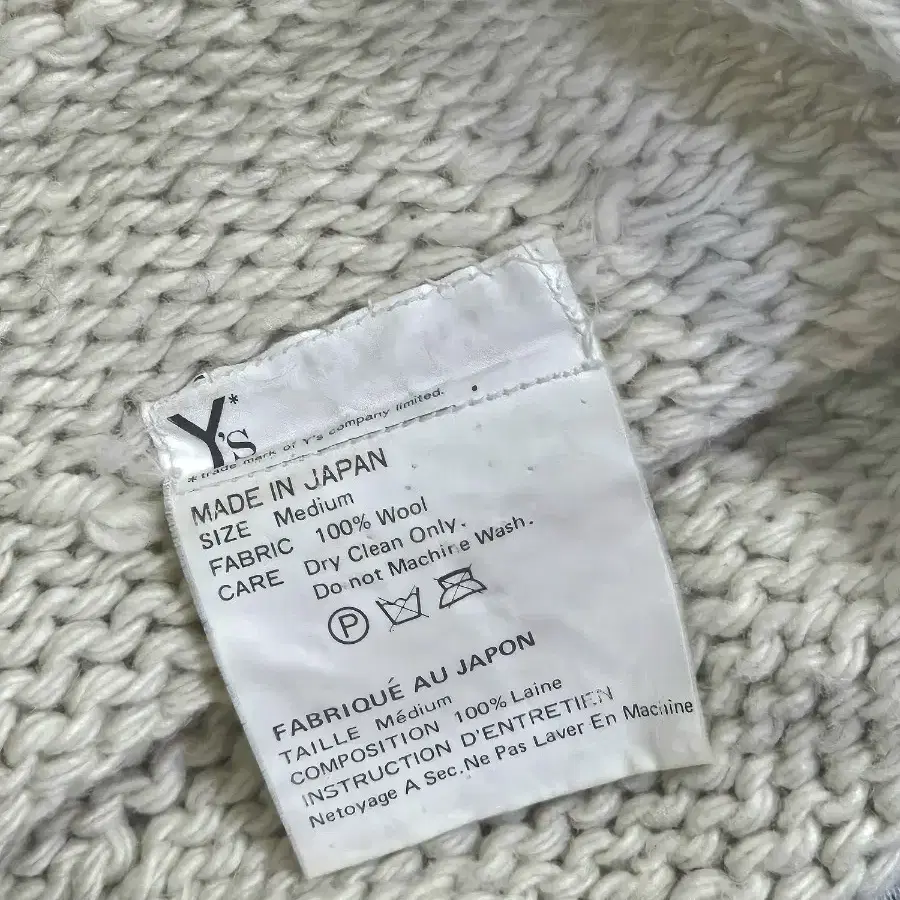 Y's*
*trade mark of Y's company limited.
MADE IN JAPAN
SIZE Medium
FABRIC 100% Wool
CARE Dry Clean Only.
Do not Machine Wash.
P
FABRIQUÉ AU JAPON
TAILLE Médium
COMPOSITION 100% Laine
INSTRUCTION D'ENTRETIEN
Netoyage A Sec. Ne Pas Laver En Machine